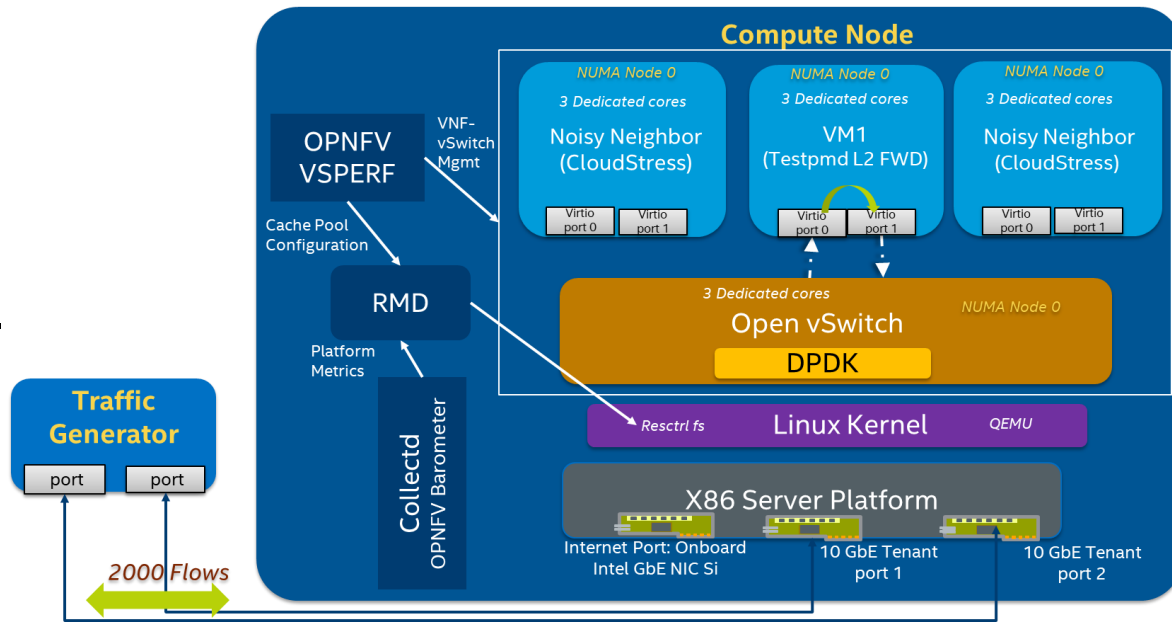 Compute Node
NUMA Node 0
3 Dedicated cores
Noisy Neighbor
(CloudStress)
Virtio
port 0
Virtio
port 1
NUMA Node 0
3 Dedicated cores
VM1
(Testpmd L2 FWD)
Virtio
port 0
Virtio
port 1
NUMA Node 0
3 Dedicated cores
Noisy Neighbor
(CloudStress)
Virtio
port 0
Virtio
port 1
OPNFV
VSPERF
VNF-
vSwitch
Mgmt
Cache Pool
Configuration
RMD
Platform
Metrics
Collectd
OPNFV Barometer
3 Dedicated cores
NUMA Node 0
Open vSwitch
DPDK
Resctrl fs
Linux Kernel
QEMU
X86 Server Platform
Internet Port: Onboard
Intel GbE NIC Si
10 GbE Tenant
port 1
10 GbE Tenant
port 2
Traffic
Generator
port
port
2000 Flows